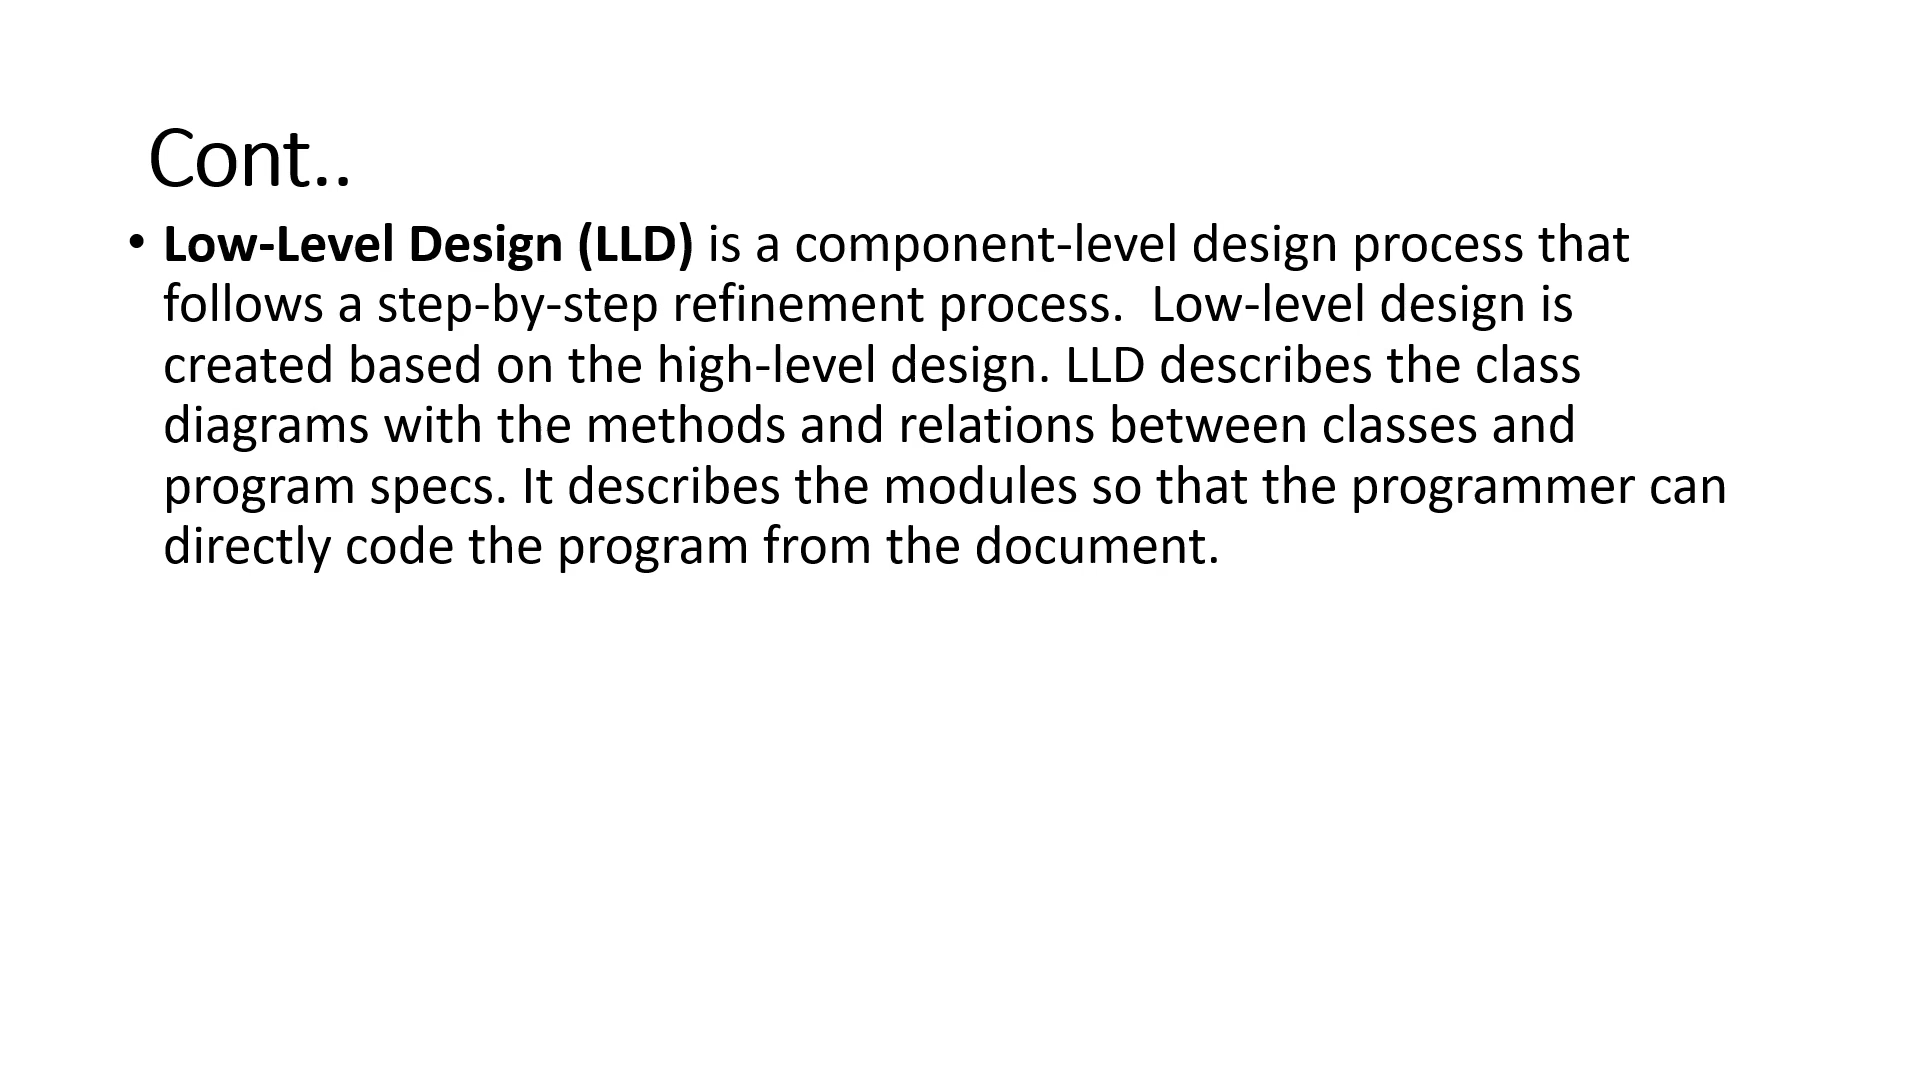 Cont..
• Low-Level Design (LLD) is a component-level design process that
follows a step-by-step refinement process.  Low-level design is
created based on the high-level design. LLD describes the class
diagrams with the methods and relations between classes and
program specs. It describes the modules so that the programmer can
directly code the program from the document.